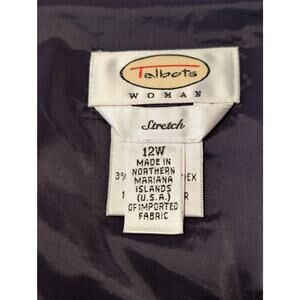 Talbots
WOMAN
Stretch
12W
MADE IN
NORTHERN
MARIANA
ISLANDS
(U.S.A.)
OF IMPORTED
FABRIC